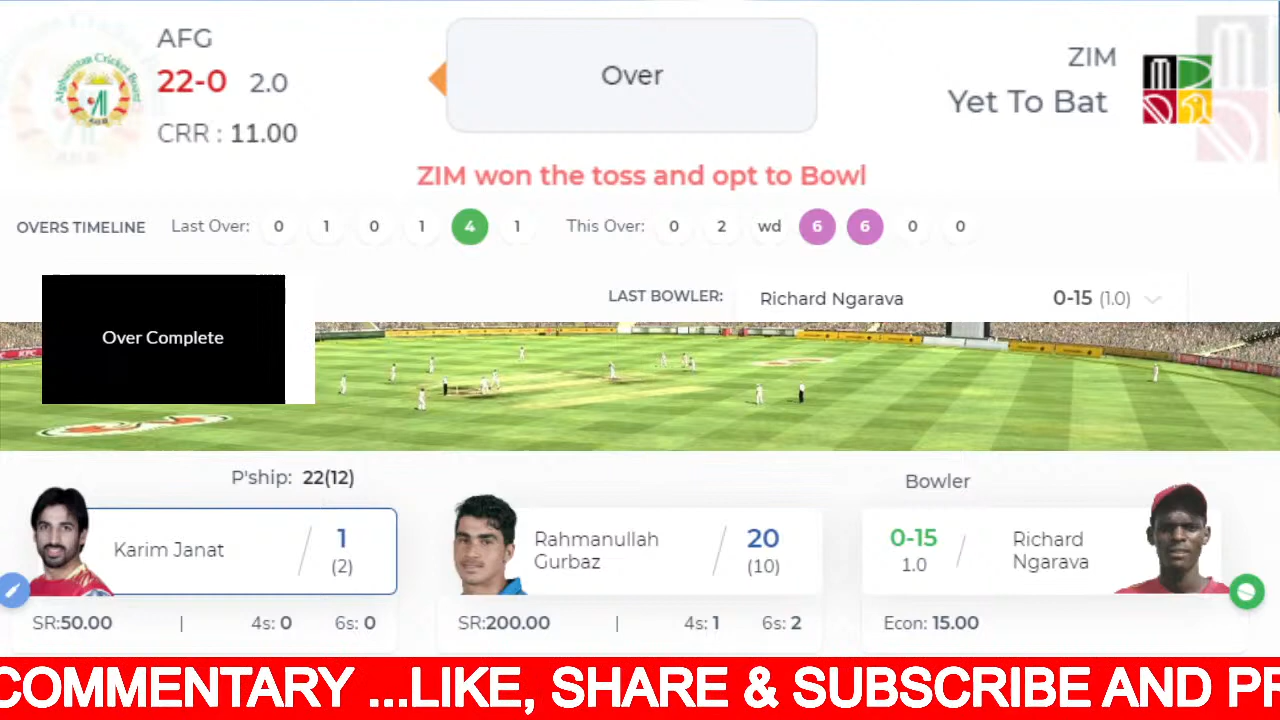 AFG
22-0 2.0
CRR : 11.00
Over
ZIM
Yet To Bat
ZIM won the toss and opt to Bowl
OVERS TIMELINE Last Over: 0 1 0 1 4 1 This Over: 0 2 wd 6 6 0 0
LAST BOWLER: Richard Ngarava 0-15 (1.0)
Over Complete
P'ship: 22(12)
Karim Janat 1
(2)
SR:50.00 | 4s: 0 6s: 0
Rahmanullah
Gurbaz
20
(10)
SR:200.00 | 4s: 1 6s: 2
Bowler
0-15
1.0
Richard
Ngarava
Econ: 15.00
Afghanistan Cricket Board
KFC
COMMENTARY ...LIKE, SHARE & SUBSCRIBE AND PR